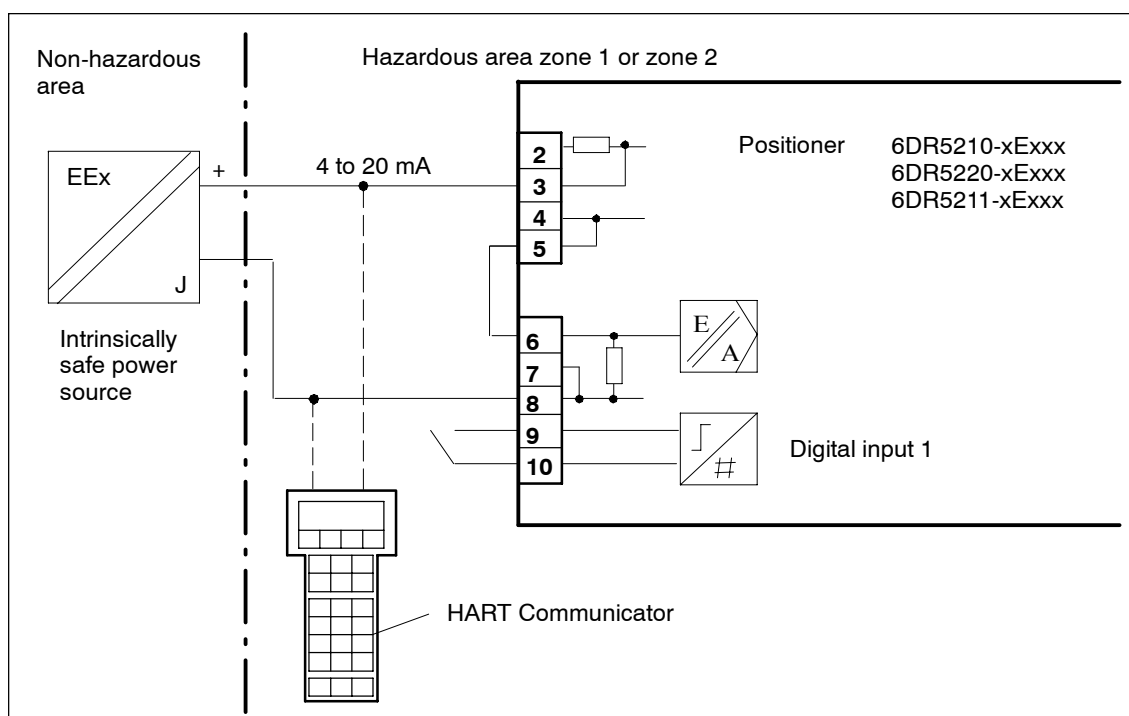 Non-hazardous
area
Hazardous area zone 1 or zone 2
EEx
J
+
4 to 20 mA
Intrinsically
safe power
source
2
3
4
5
6
7
8
9
10
Positioner
6DR5210-xExxx
6DR5220-xExxx
6DR5211-xExxx
E
A
#
Digital input 1
HART Communicator